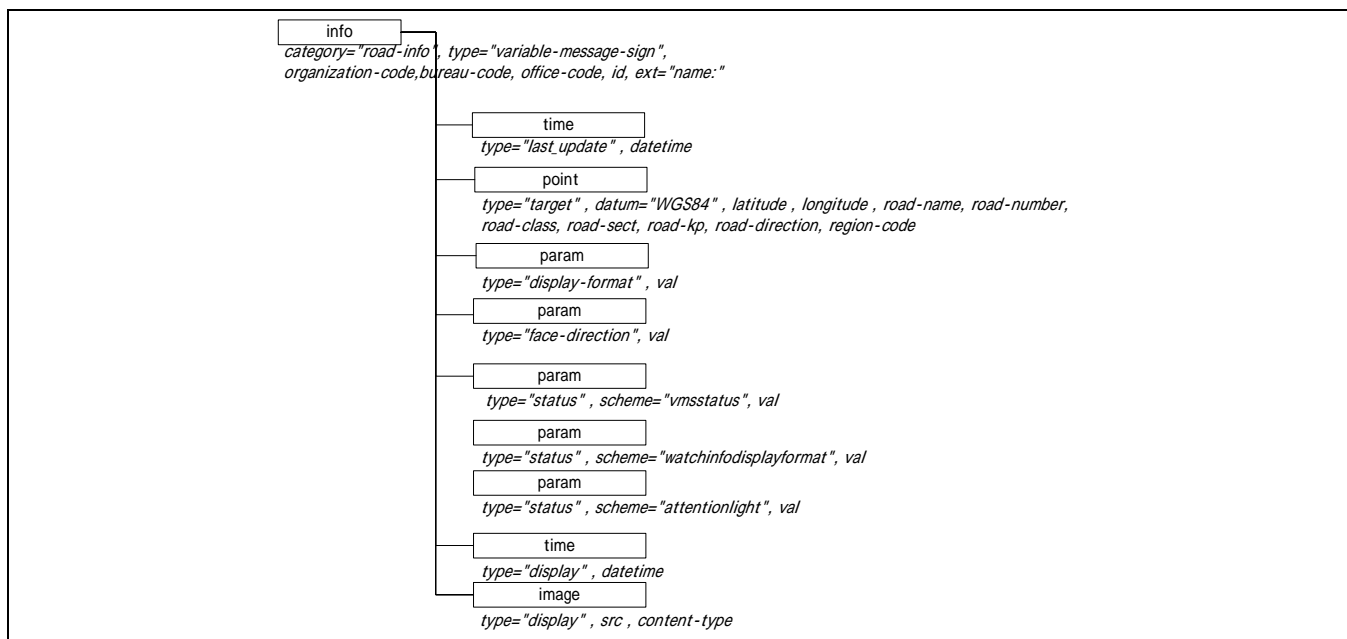 info
category="road-info", type="variable-message-sign",
organization-code,bureau-code, office-code, id, ext="name:"
time
type="last_update" , datetime
point
type="target" , datum="WGS84" , latitude , longitude , road-name, road-number,
road-class, road-sect, road-kp, road-direction, region-code
param
type="display-format" , val
param
type="face-direction", val
param
type="status" , scheme="vmsstatus", val
param
type="status" , scheme="watchinfodisplayformat", val
param
type="status" , scheme="attentionlight", val
time
type="display" , datetime
image
type="display" , src , content-type